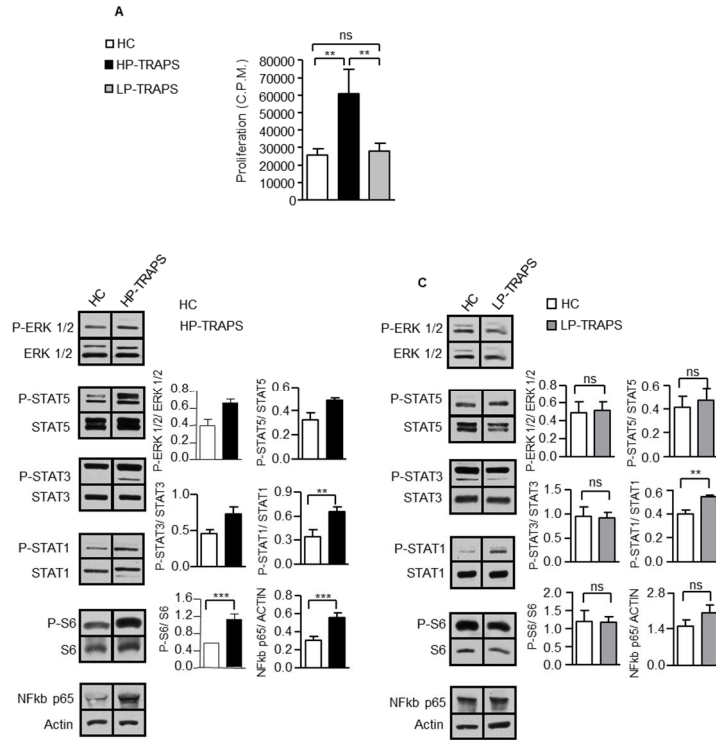 A
HC
HP-TRAPS
LP-TRAPS
ns
** **
Proliferation (C.P.M.)
80000
70000
60000
50000
40000
30000
20000
10000
0
HC HP-TRAPS
HC
HP-TRAPS
P-ERK 1/2
ERK 1/2
P-STAT5
STAT5
P-STAT3
STAT3
P-STAT1
STAT1
P-S6
S6
NFkb p65
Actin
P-ERK 1/2/ ERK 1/2
0.8
0.6
0.4
0.2
0.0
P-STAT5/ STAT5
0.6
0.4
0.2
0.0
P-STAT3/ STAT3
1.0
0.5
0.0
P-STAT1/ STAT1
**
1.0
0.8
0.6
0.4
0.2
0.0
P-S6/ S6
***
1.6
1.2
0.8
0.4
0.0
NFkb p65/ ACTIN
***
0.8
0.6
0.4
0.2
0.0
C
HC LP-TRAPS
HC
LP-TRAPS
P-ERK 1/2
ERK 1/2
P-STAT5
STAT5
P-STAT3
STAT3
P-STAT1
STAT1
P-S6
S6
NFkb p65
Actin
P-ERK 1/2/ ERK 1/2
ns
0.8
0.6
0.4
0.2
0.0
P-STAT5/ STAT5
ns
0.6
0.4
0.2
0.0
P-STAT3/ STAT3
ns
1.5
1.0
0.5
0.0
P-STAT1/ STAT1
**
0.6
0.4
0.2
0.0
P-S6/ S6
ns
2.0
1.5
1.0
0.5
0.0
NFkb p65/ ACTIN
ns
2.8
1.4
0.0